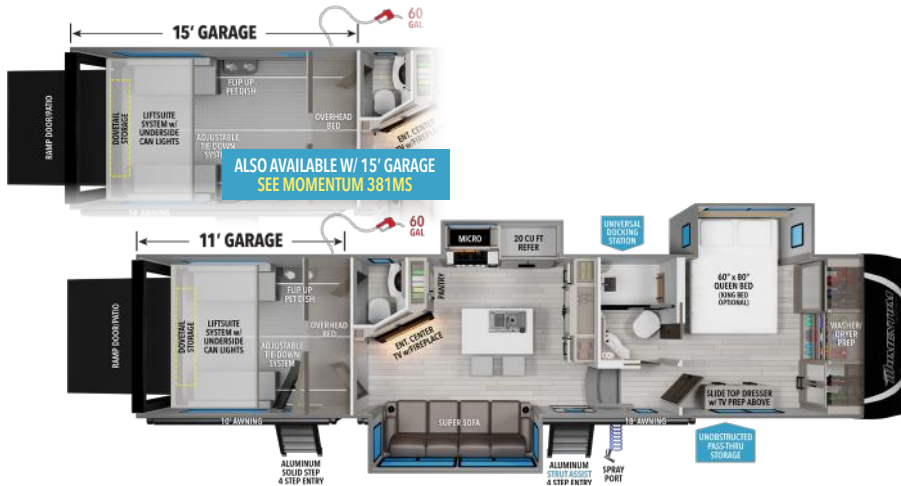 60
GAL
15' GARAGE
RAMP DOOR/PATIO
DOVETAIL
STORAGE
LIFTSUITE
SYSTEM w/
UNDERSIDE
CAN LIGHTS
FLIP UP
PET DISH
ADJUSTABLE
TIE-DOWN
SYSTEM
OVERHEAD
BED
ENT. CENTER
TV w/FIREPLACE
ALSO AVAILABLE W/ 15' GARAGE
SEE MOMENTUM 381MS
14' AWNING
60
GAL
11' GARAGE
RAMP DOOR/PATIO
DOVETAIL
STORAGE
LIFTSUITE
SYSTEM w/
UNDERSIDE
CAN LIGHTS
FLIP UP
PET DISH
ADJUSTABLE
TIE-DOWN
SYSTEM
OVERHEAD
BED
10' AWNING
ALUMINUM
SOLID STEP
4 STEP ENTRY
ENT. CENTER
TV w/FIREPLACE
PANTRY
MICRO
20 CU FT
REFER
SUPER SOFA
ALUMINUM
STRUT ASSIST
4 STEP ENTRY
SPRAY
PORT
18' AWNING
UNIVERSAL
DOCKING
STATION
60" x 80"
QUEEN BED
(KING BED
OPTIONAL)
WASHER/
DRYER
PREP
SLIDE TOP DRESSER
w/ TV PREP ABOVE
UNOBSTRUCTED
PASS-THRU
STORAGE
MOMENTUM